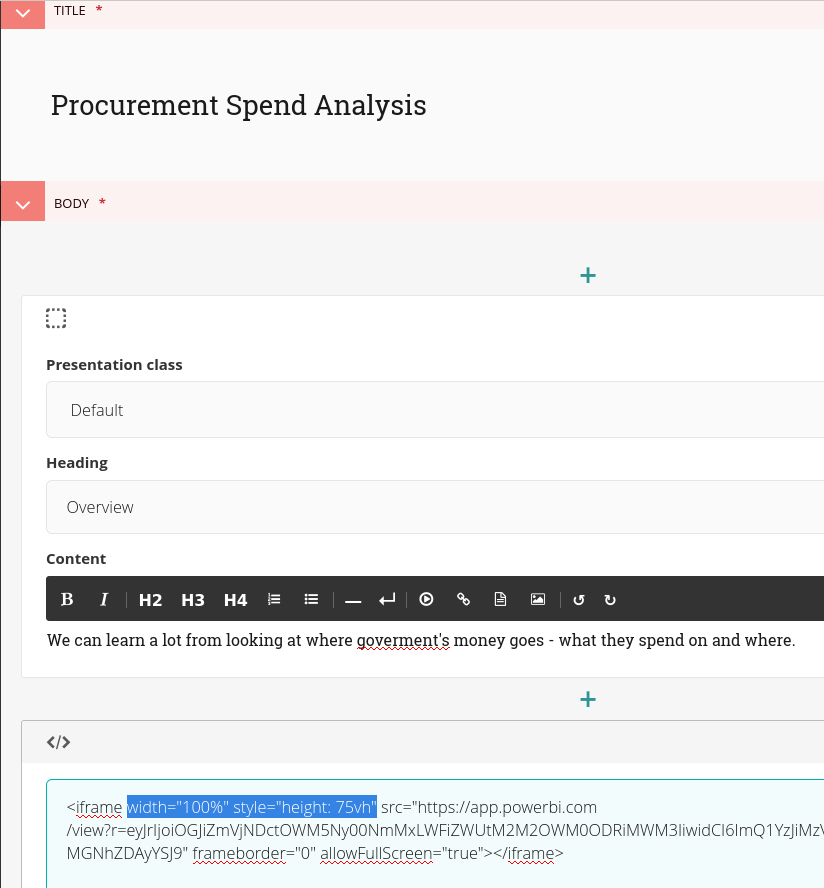 TITLE *
Procurement Spend Analysis
BODY *
Presentation class
Default
Heading
Overview
Content
B I H2 H3 H4
We can learn a lot from looking at where goverment's money goes - what they spend on and where.
</>
<iframe width="100%" style="height: 75vh" src="https://app.powerbi.com
MGNhZDAyYSJ9" frameborder="0" allowFullScreen="true"></iframe>